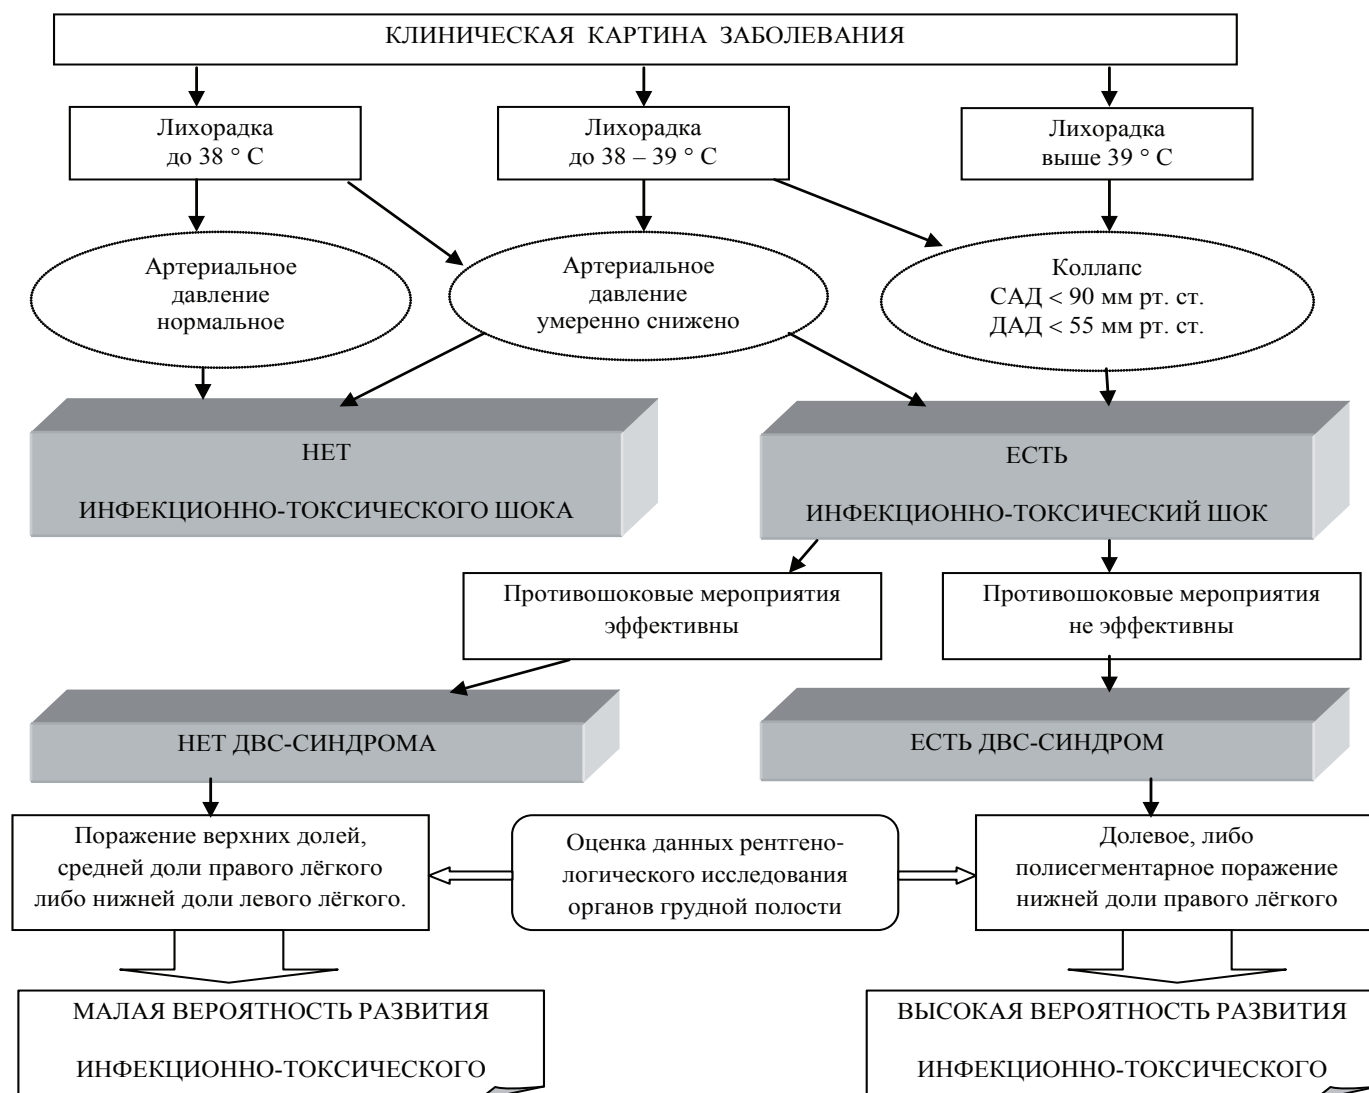 КЛИНИЧЕСКАЯ КАРТИНА ЗАБОЛЕВАНИЯ
Лихорадка
до 38 ° С
Лихорадка
до 38 – 39 ° С
Лихорадка
выше 39 ° С
Артериальное
давление
нормальное
Артериальное
давление
умеренно снижено
Коллапс
САД < 90 мм рт. ст.
ДАД < 55 мм рт. ст.
НЕТ
ИНФЕКЦИОННО-ТОКСИЧЕСКОГО ШОКА
ЕСТЬ
ИНФЕКЦИОННО-ТОКСИЧЕСКИЙ ШОК
Противошоковые мероприятия
эффективны
Противошоковые мероприятия
не эффективны
НЕТ ДВС-СИНДРОМА
ЕСТЬ ДВС-СИНДРОМ
Поражение верхних долей,
средней доли правого лёгкого
либо нижней доли левого лёгкого.
Оценка данных рентгено-
логического исследования
органов грудной полости
Долевое, либо
полисегментарное поражение
нижней доли правого лёгкого
МАЛАЯ ВЕРОЯТНОСТЬ РАЗВИТИЯ
ИНФЕКЦИОННО-ТОКСИЧЕСКОГО
ВЫСОКАЯ ВЕРОЯТНОСТЬ РАЗВИТИЯ
ИНФЕКЦИОННО-ТОКСИЧЕСКОГО